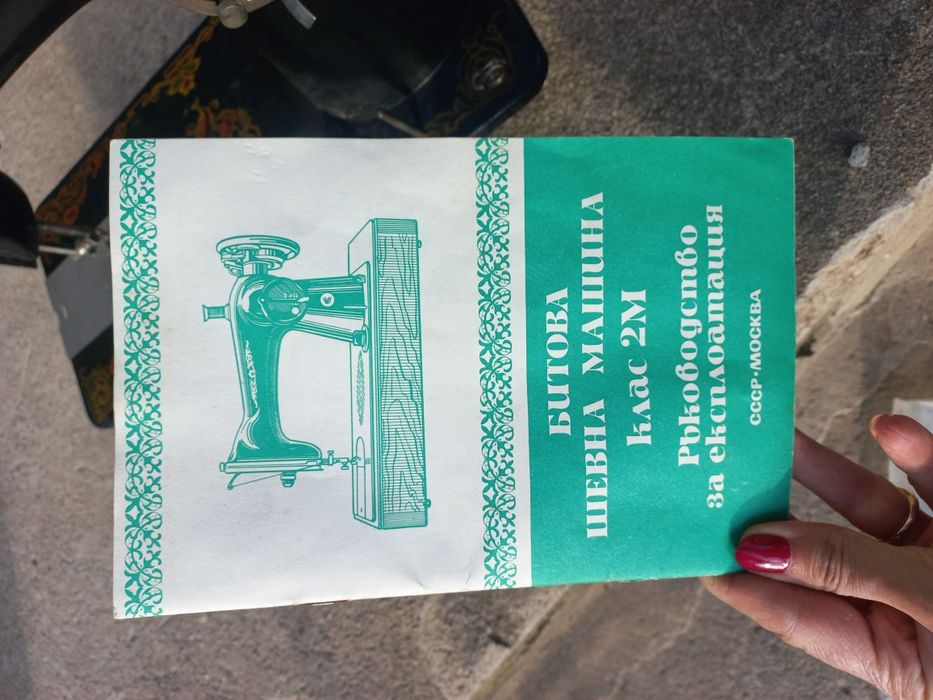 БИТОВА
ШЕВНА МАШИНА
клас 2М
Ръководство
за експлоатация
СССР·МОСКВА